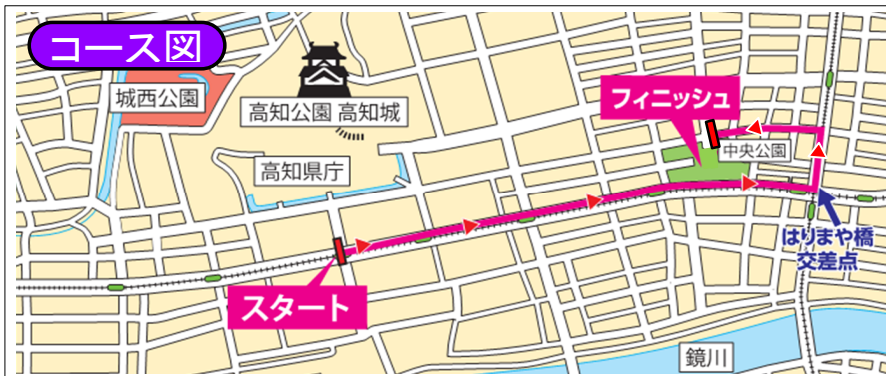 コース図
城西公園
高知公園 高知城
フィニッシュ
中央公園
高知県庁
はりまや橋
交差点
スタート
鏡川